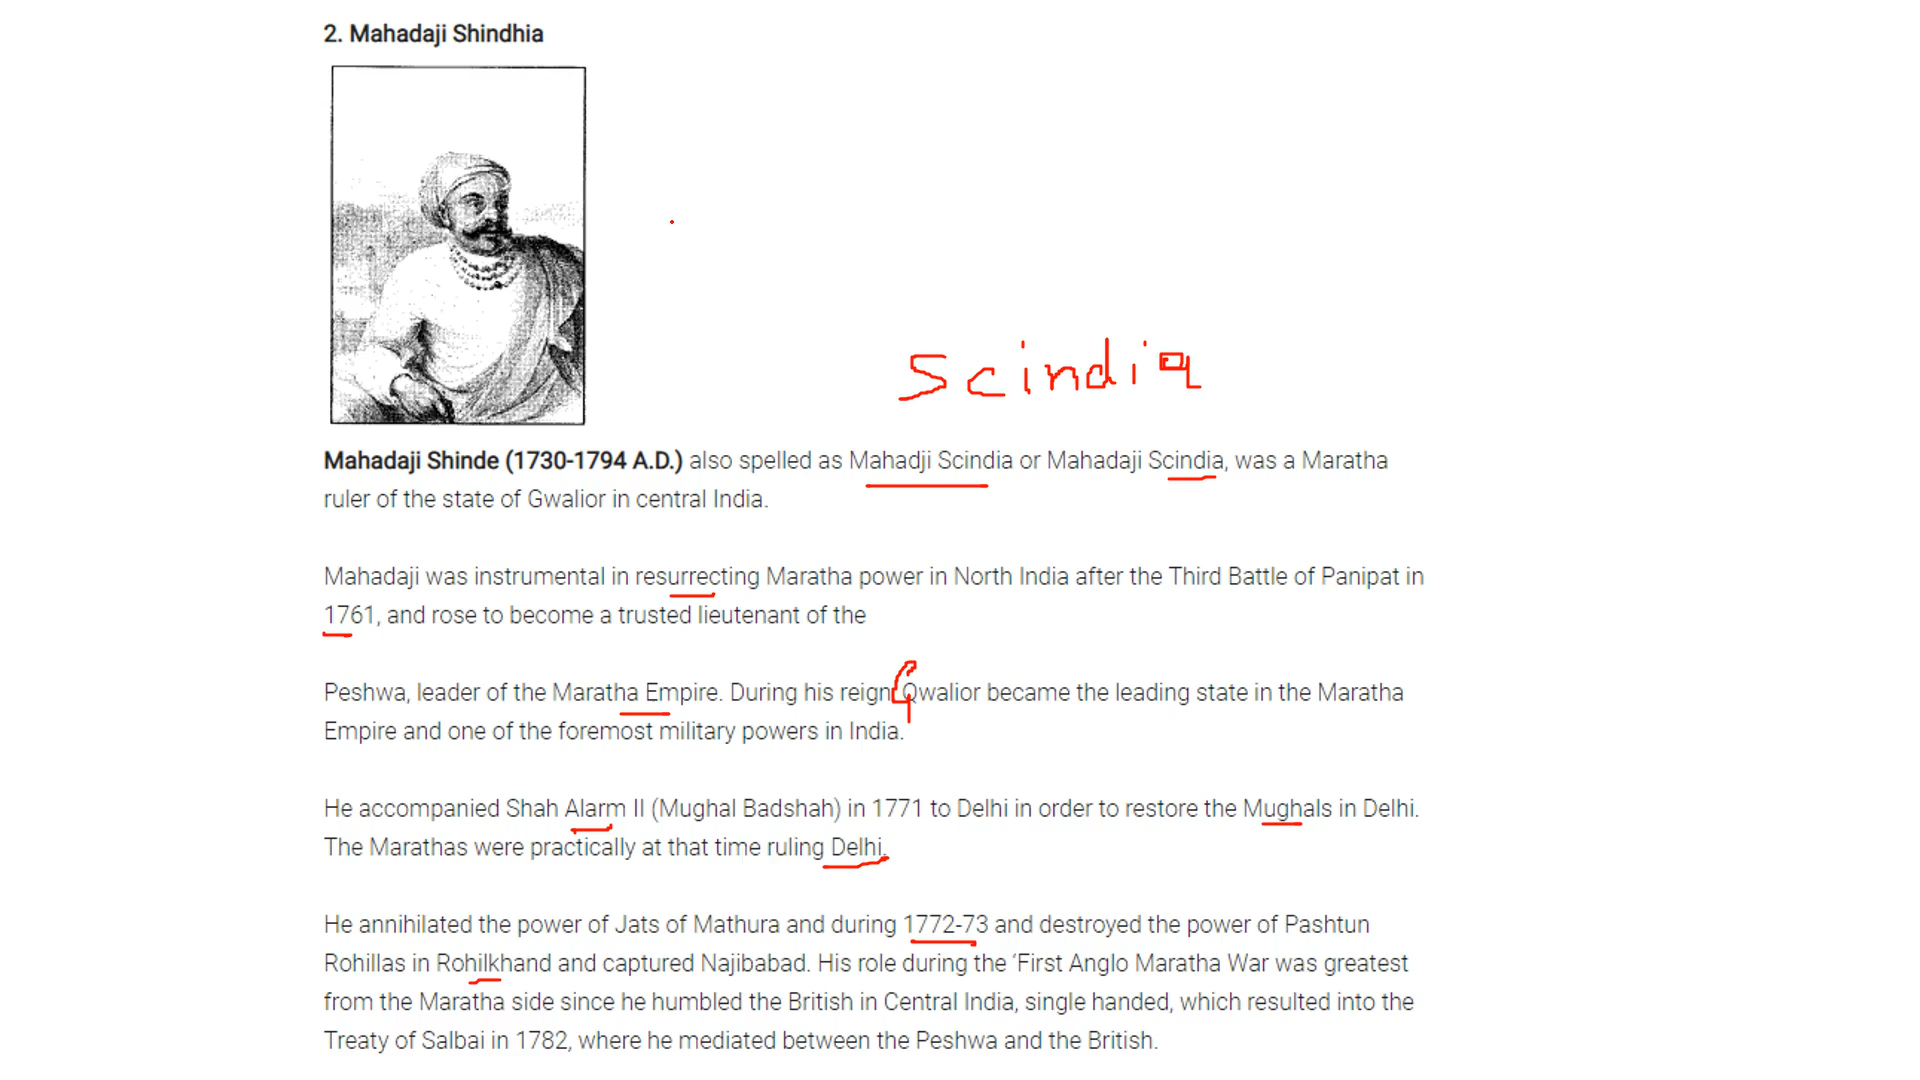 2. Mahadaji Shindhia
Scindia
Mahadaji Shinde (1730-1794 A.D.) also spelled as Mahadji Scindia or Mahadaji Scindia, was a Maratha
ruler of the state of Gwalior in central India.
Mahadaji was instrumental in resurrecting Maratha power in North India after the Third Battle of Panipat in
1761, and rose to become a trusted lieutenant of the
Peshwa, leader of the Maratha Empire. During his reign, Qwalior became the leading state in the Maratha
Empire and one of the foremost military powers in India.
He accompanied Shah Alarm II (Mughal Badshah) in 1771 to Delhi in order to restore the Mughals in Delhi.
The Marathas were practically at that time ruling Delhi.
He annihilated the power of Jats of Mathura and during 1772-73 and destroyed the power of Pashtun
Rohillas in Rohilkhand and captured Najibabad. His role during the ‘First Anglo Maratha War was greatest
from the Maratha side since he humbled the British in Central India, single handed, which resulted into the
Treaty of Salbai in 1782, where he mediated between the Peshwa and the British.